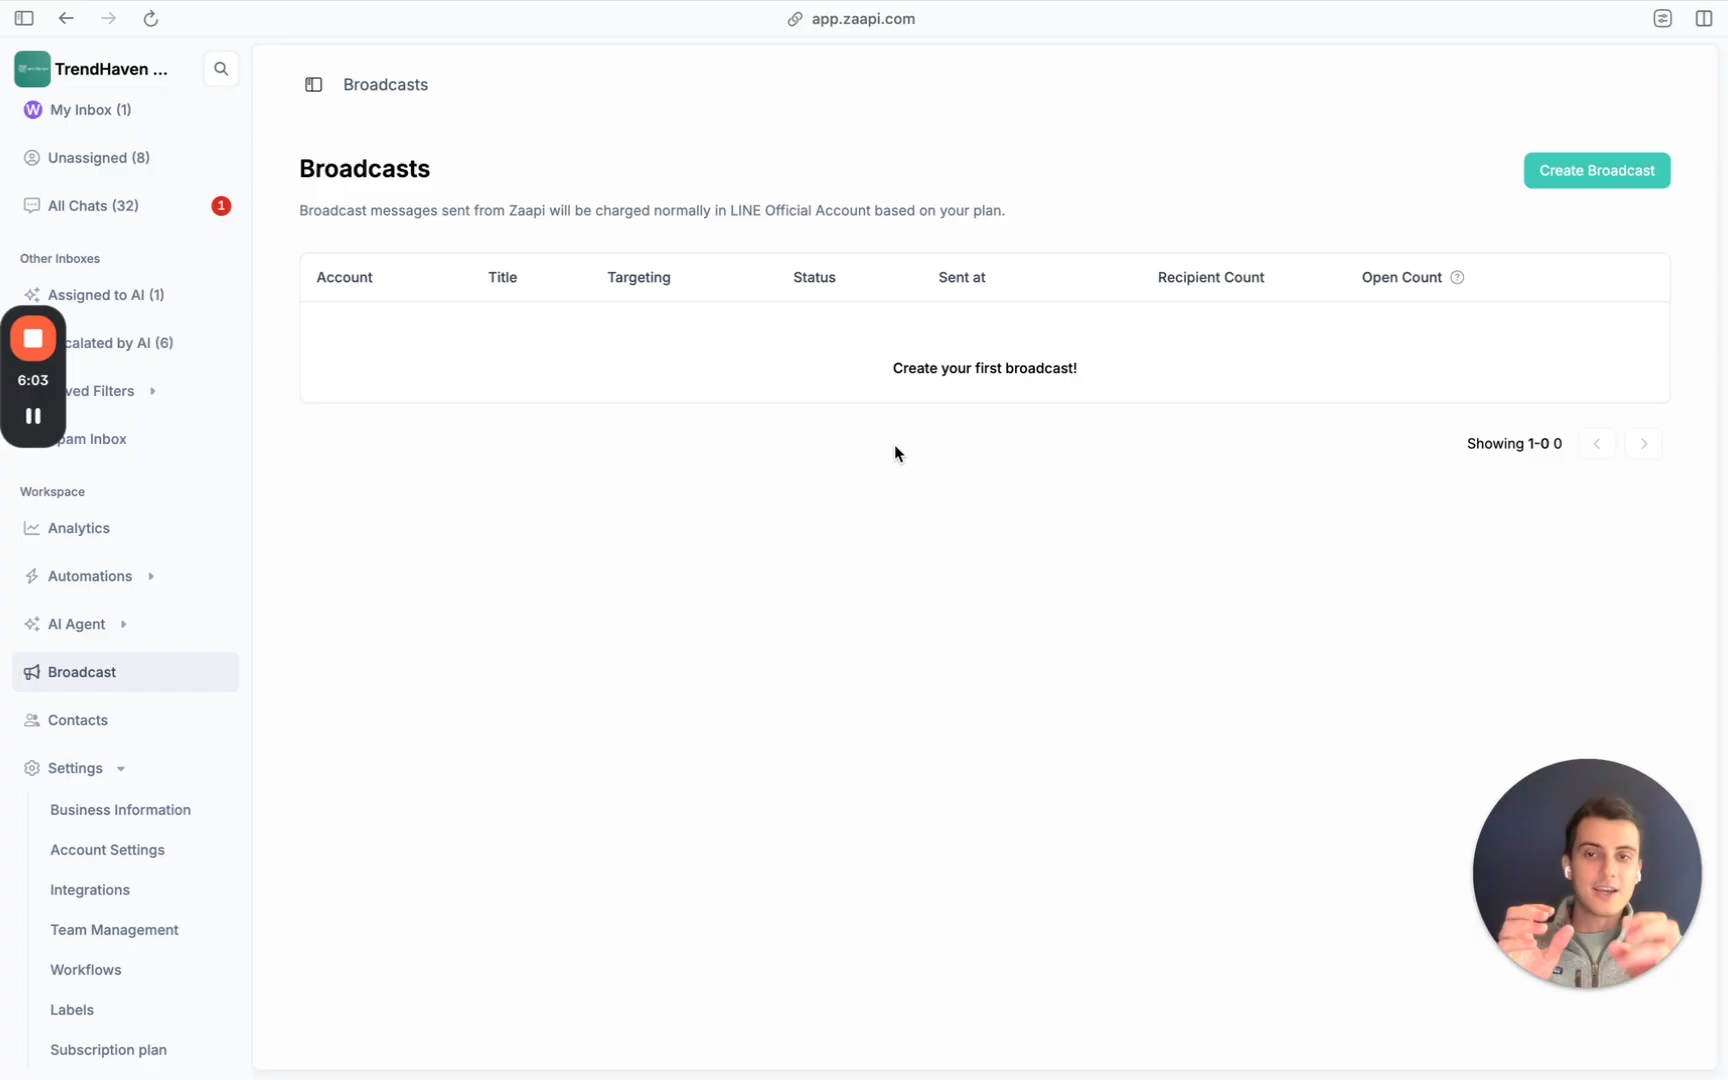 app.zaapi.com
TrendHaven ...
W My Inbox (1)
Unassigned (8)
All Chats (32) 1
Other Inboxes
Assigned to AI (1)
calated by AI (6)
6:03
ved Filters
pam Inbox
Workspace
Analytics
Automations
AI Agent
Broadcast
Contacts
Settings
Business Information
Account Settings
Integrations
Team Management
Workflows
Labels
Subscription plan
Broadcasts
Broadcasts
Create Broadcast
Broadcast messages sent from Zaapi will be charged normally in LINE Official Account based on your plan.
Account Title Targeting Status Sent at Recipient Count Open Count ?
Create your first broadcast!
Showing 1-0 0